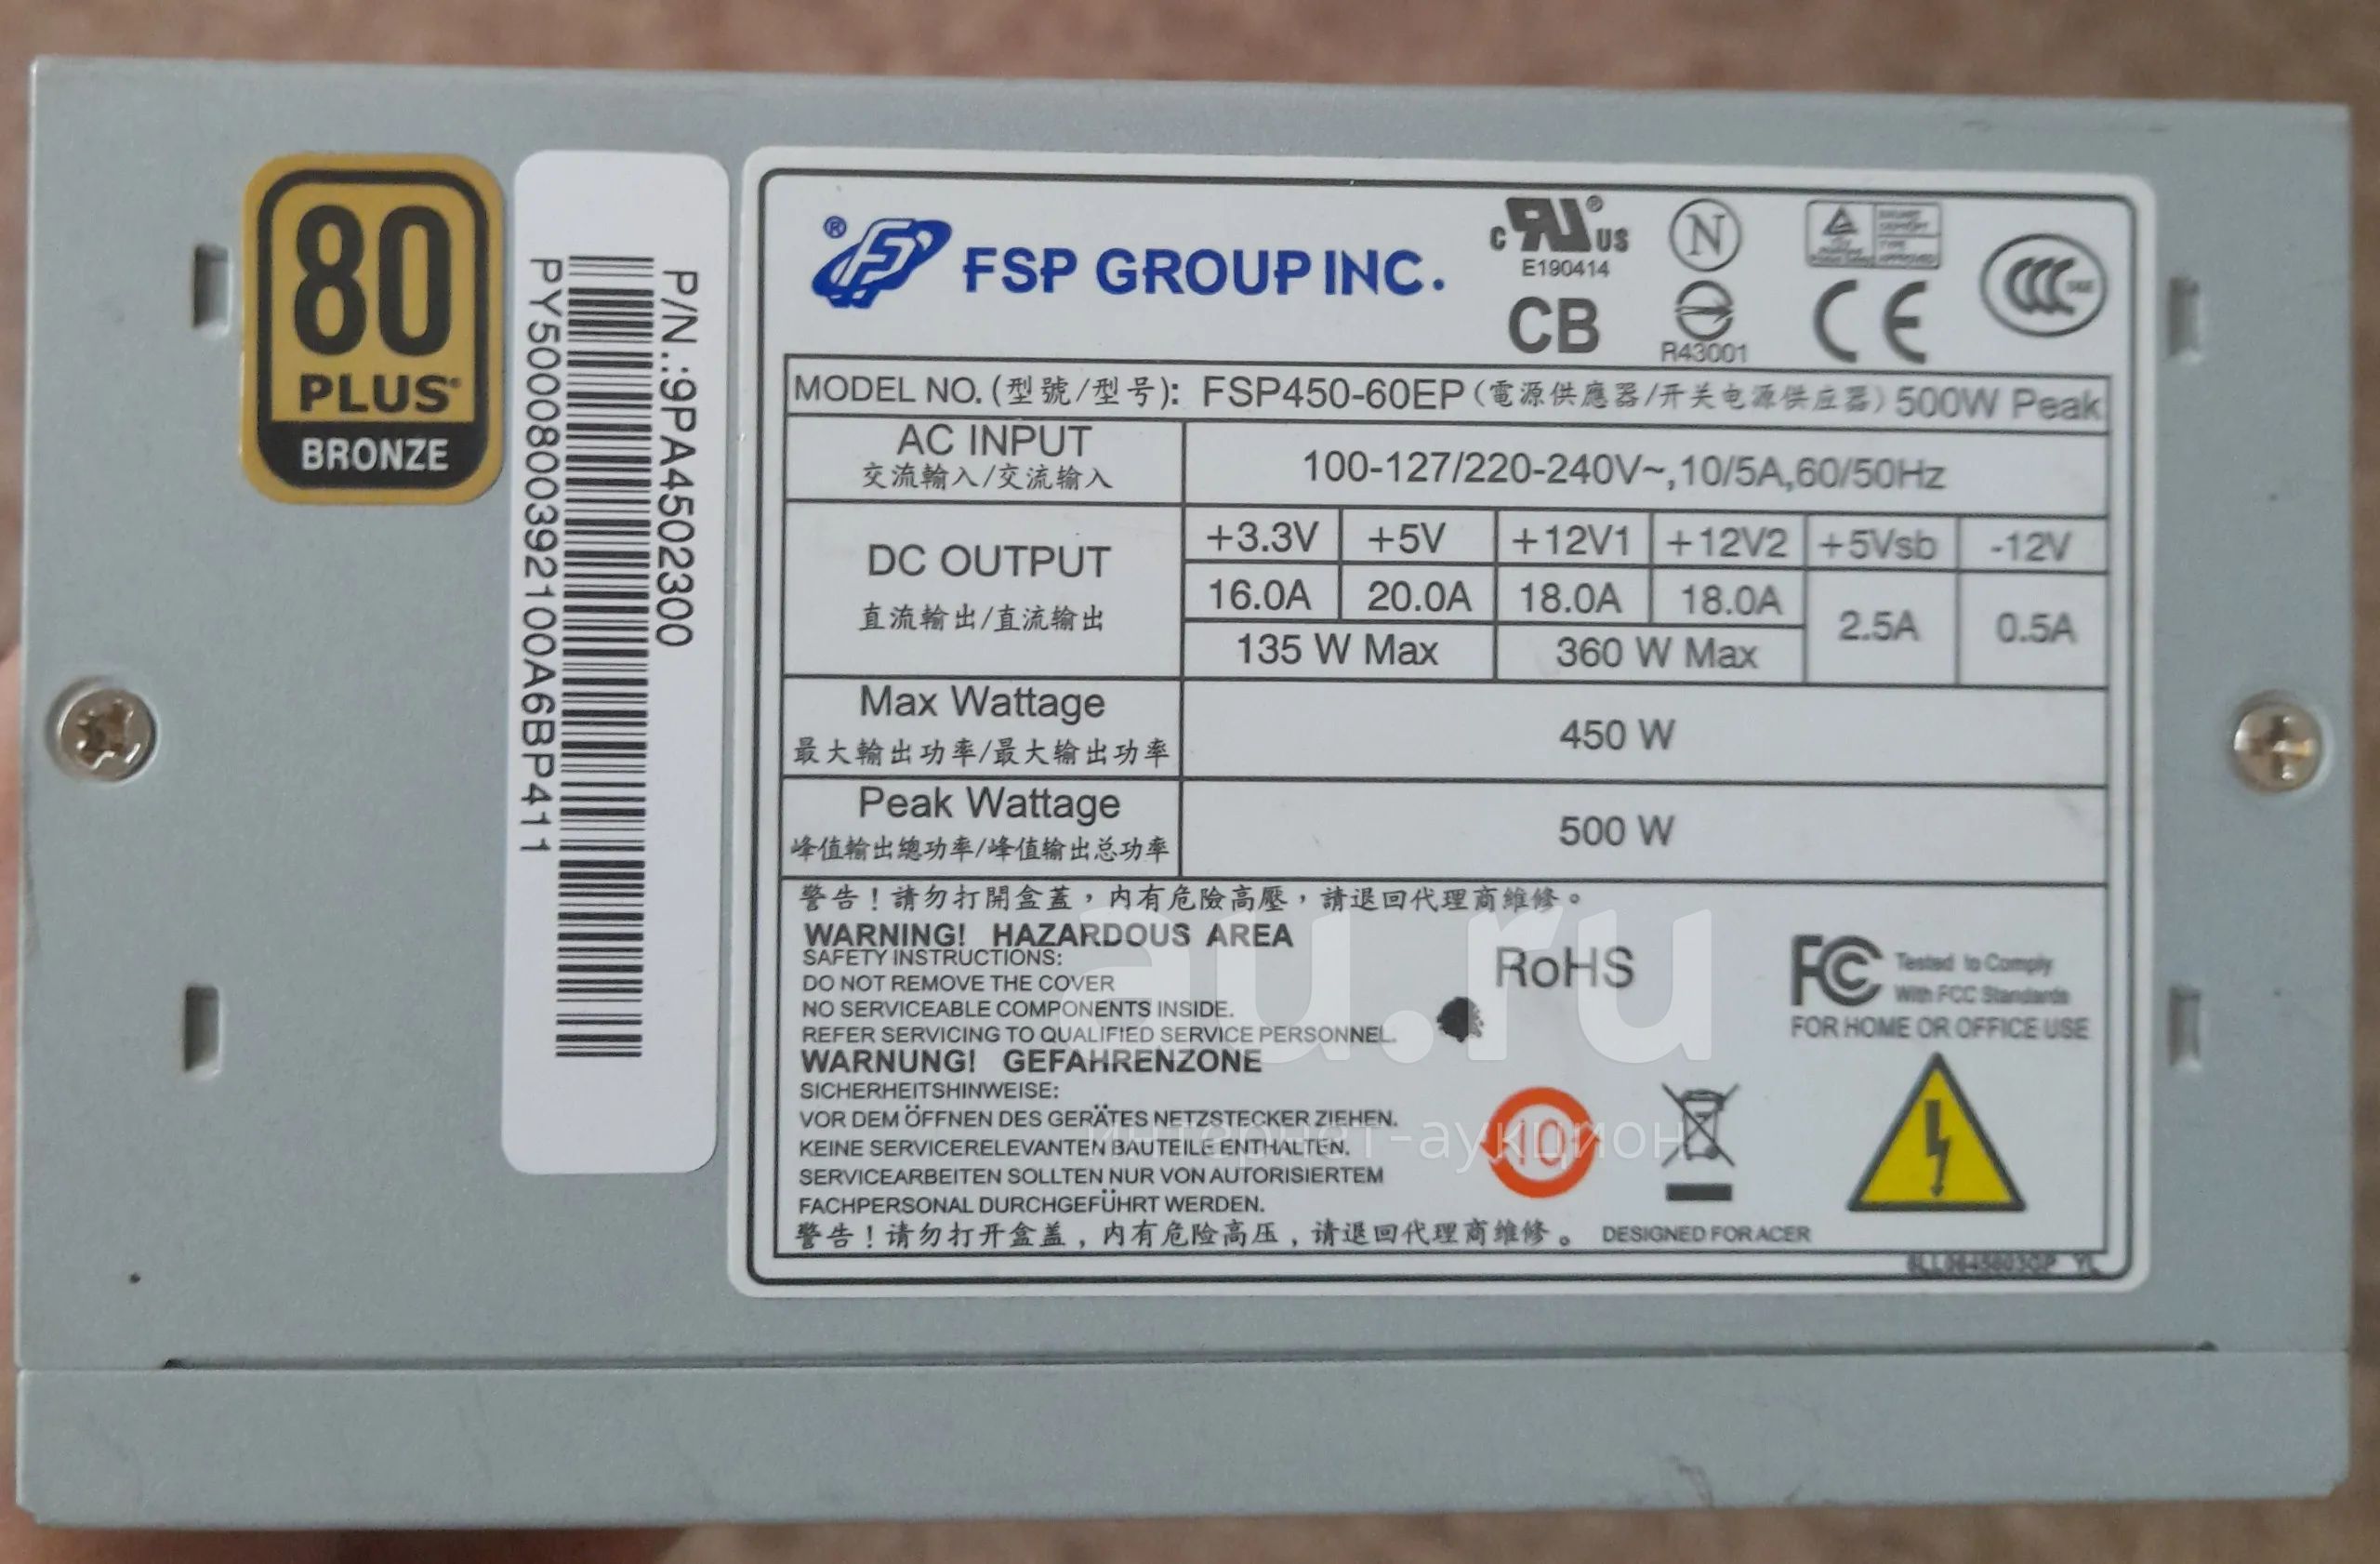 80
PLUS
BRONZE
P/N.:9PA4502300
PY5000800392100A6BP411
FSP GROUP INC.
c RU US
E190414
N
CB
R43001
CE
CCC
MODEL NO. (型號/型号): FSP450-60EP (電源供應器/开关电源供应器) 500W Peak
AC INPUT
交流輸入/交流输入
100-127/220-240V~,10/5A,60/50Hz
DC OUTPUT
直流輸出/直流输出
+3.3V +5V +12V1 +12V2 +5Vsb -12V
16.0A 20.0A 18.0A 18.0A 2.5A 0.5A
135 W Max 360 W Max
Max Wattage
最大輸出功率/最大输出功率
450 W
Peak Wattage
峰值輸出總功率/峰值输出总功率
500 W
警告！請勿打開盒蓋，內有危險高壓，請退回代理商維修。
WARNING! HAZARDOUS AREA
SAFETY INSTRUCTIONS:
DO NOT REMOVE THE COVER
NO SERVICEABLE COMPONENTS INSIDE.
REFER SERVICING TO QUALIFIED SERVICE PERSONNEL.
WARNUNG! GEFAHRENZONE
SICHERHEITSHINWEISE:
VOR DEM ÖFFNEN DES GERÄTES NETZSTECKER ZIEHEN.
KEINE SERVICERELEVANTEN BAUTEILE ENTHALTEN.
SERVICEARBEITEN SOLLTEN NUR VON AUTORISIERTEM
FACHPERSONAL DURCHGEFÜHRT WERDEN.
警告！请勿打开盒盖，内有危险高压，请退回代理商维修。
RoHS
FC Tested to Comply
With FCC Standards
FOR HOME OR OFFICE USE
10
DESIGNED FOR ACER
au.ru
интернет-аукцион